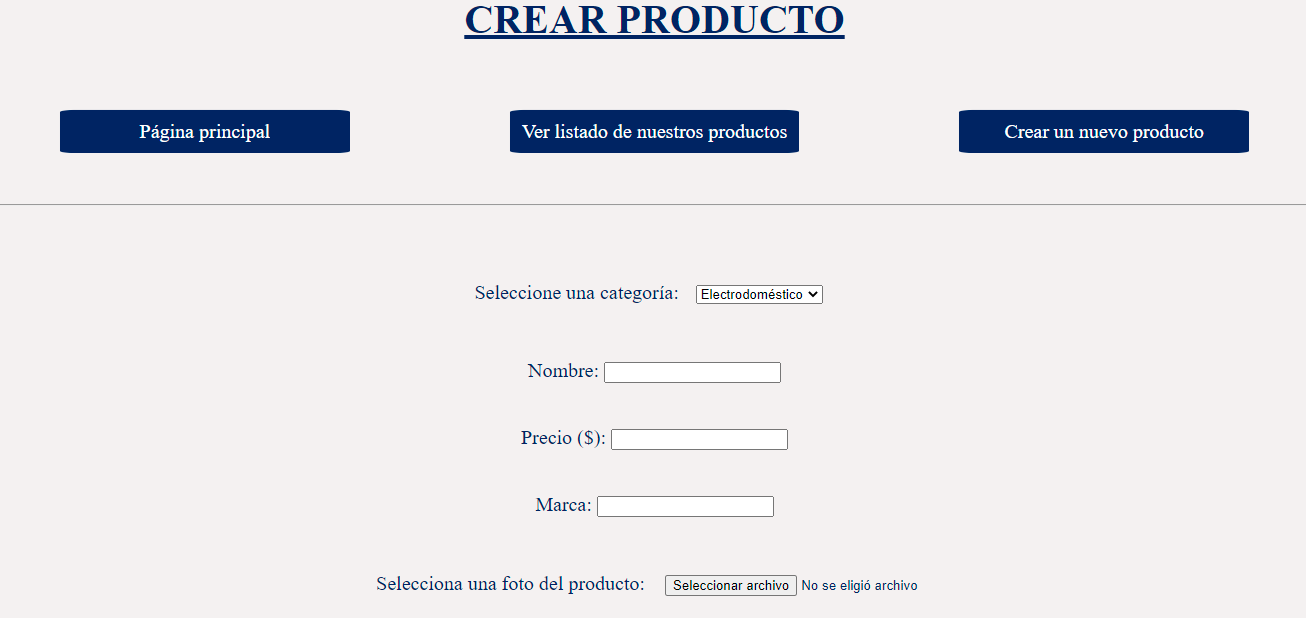 CREAR PRODUCTO
Página principal
Ver listado de nuestros productos
Crear un nuevo producto
Seleccione una categoría: Electrodoméstico
Nombre:
Precio ($):
Marca:
Selecciona una foto del producto: Seleccionar archivo No se eligió archivo